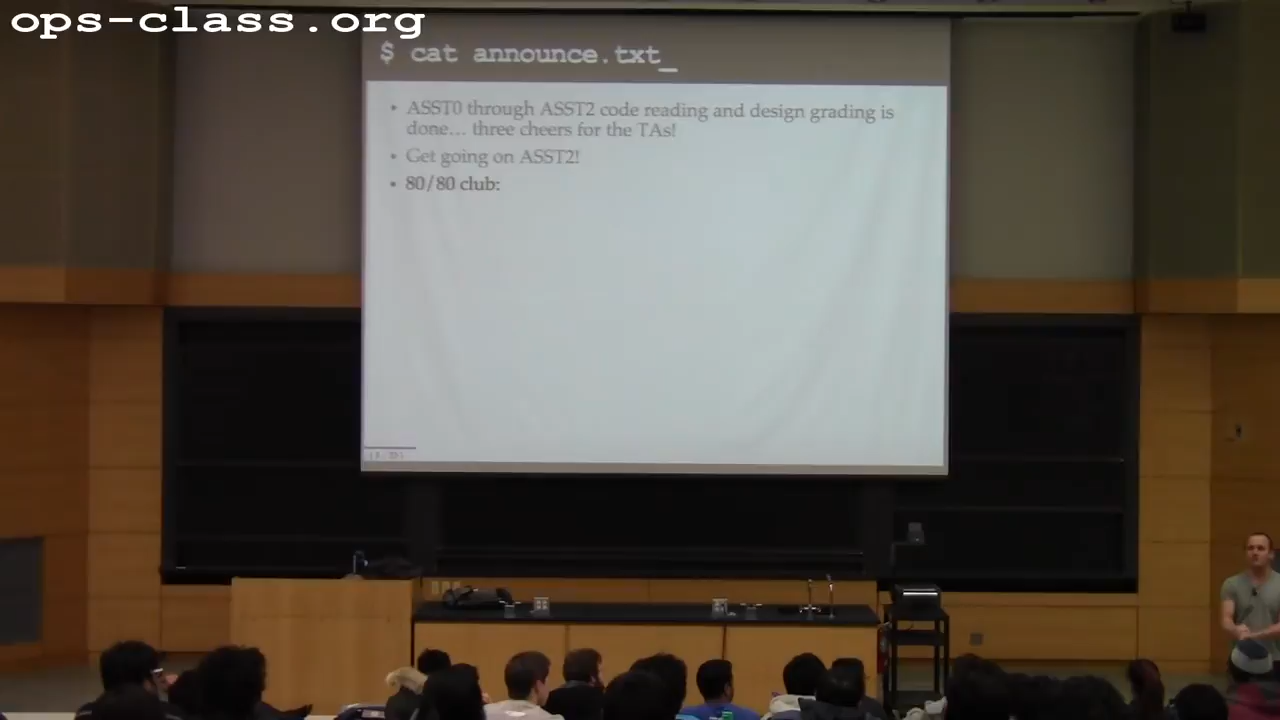 ops-class.org
$ cat announce.txt_
• ASST0 through ASST2 code reading and design grading is
done... three cheers for the TAs!
• Get going on ASST2!
• 80/80 club: